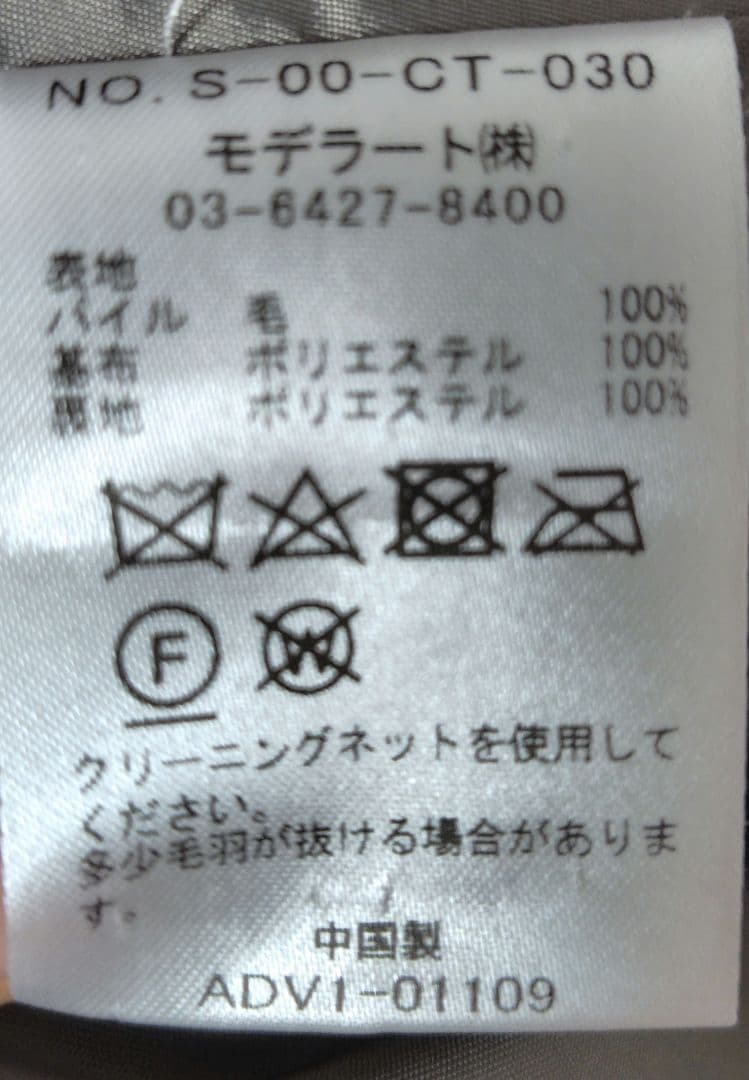 NO. S-00-CT-030
モデラート㈱
03-6427-8400
表地
パイル 毛 100%
基布 ポリエステル 100%
裏地 ポリエステル 100%
F W
クリーニングネットを使用して
ください。
多少毛羽が抜ける場合がありま
す。
中国製
ADV1-01109